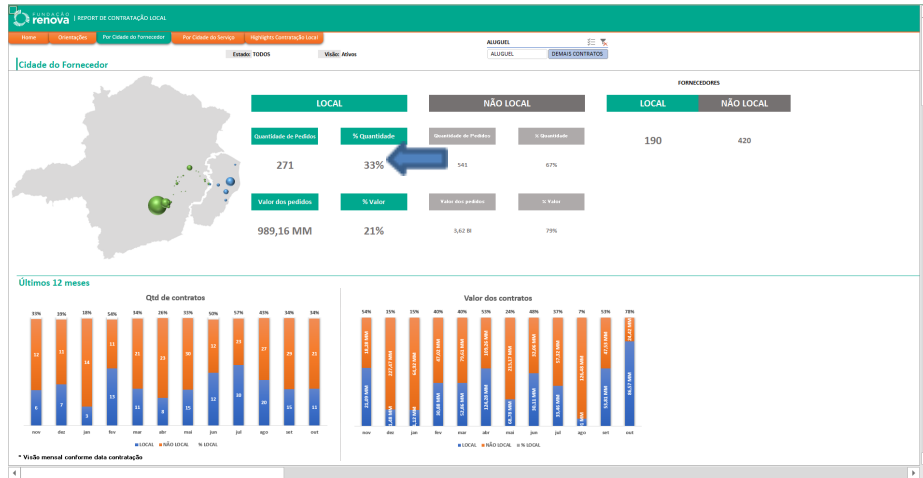 FUNDAÇÃO
renova | REPORT DE CONTRATAÇÃO LOCAL
Home Orientações Por Cidade do Fornecedor Por Cidade do Serviço Highlights Contratação Local
Estado: TODOS Visão: Ativos
ALUGUEL
ALUGUEL DEMAIS CONTRATOS
Cidade do Fornecedor
FORNECEDORES
LOCAL NÃO LOCAL LOCAL NÃO LOCAL
Quantidade de Pedidos % Quantidade Quantidade de Pedidos % Quantidade
271 33% 541 67% 190 420
Valor dos pedidos % Valor Valor dos pedidos % Valor
989,16 MM 21% 3,62 BI 79%
Últimos 12 meses
Qtd de contratos
33% 39% 18% 54% 34% 26% 33% 50% 57% 43% 34% 34%
12 11 14 11 21 23 30 12 23 27 29 21
6 7 3 13 11 8 15 12 30 20 15 11
nov dez jan fev mar abr mai jun jul ago set out
LOCAL NÃO LOCAL % LOCAL
Valor dos contratos
54% 25% 15% 40% 40% 53% 24% 48% 37% 7% 53% 78%
nov dez jan fev mar abr mai jun jul ago set out
LOCAL NÃO LOCAL % LOCAL
* Visão mensal conforme data contratação